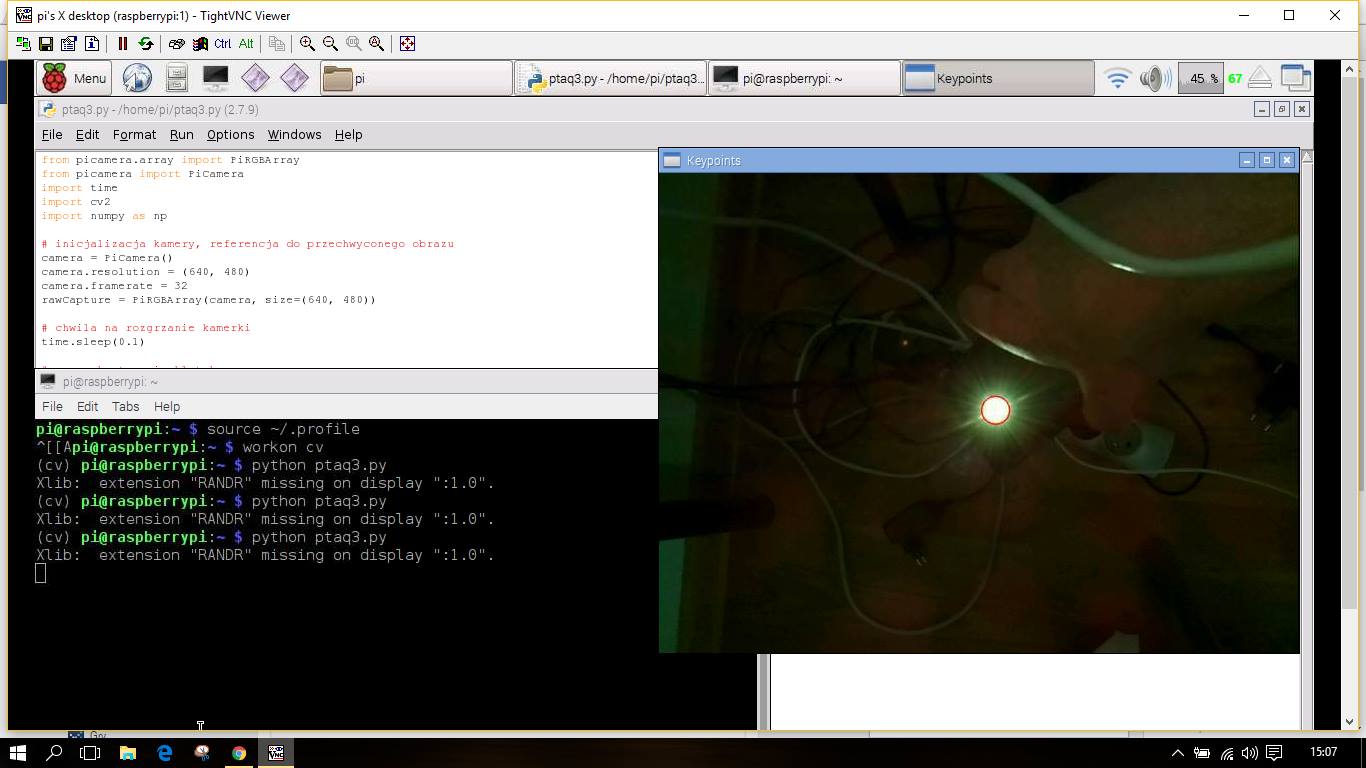 pi's X desktop (raspberrypi:1) - TightVNC Viewer
Ctrl Alt
Menu
pi
ptaq3.py - /home/pi/ptaq3...
pi@raspberrypi: ~
Keypoints
45 %
67
ptaq3.py - /home/pi/ptaq3.py (2.7.9)
File Edit Format Run Options Windows Help
from picamera.array import PiRGBArray
from picamera import PiCamera
import time
import cv2
import numpy as np
# inicjalizacja kamery, referencja do przechwyconego obrazu
camera = PiCamera()
camera.resolution = (640, 480)
camera.framerate = 32
rawCapture = PiRGBArray(camera, size=(640, 480))
# chwila na rozgrzanie kamerki
time.sleep(0.1)
Keypoints
pi@raspberrypi: ~
File Edit Tabs Help
pi@raspberrypi:~ $ source ~/.profile
^[[Api@raspberrypi:~ $ workon cv
(cv) pi@raspberrypi:~ $ python ptaq3.py
Xlib:  extension "RANDR" missing on display ":1.0".
(cv) pi@raspberrypi:~ $ python ptaq3.py
Xlib:  extension "RANDR" missing on display ":1.0".
(cv) pi@raspberrypi:~ $ python ptaq3.py
Xlib:  extension "RANDR" missing on display ":1.0".
15:07